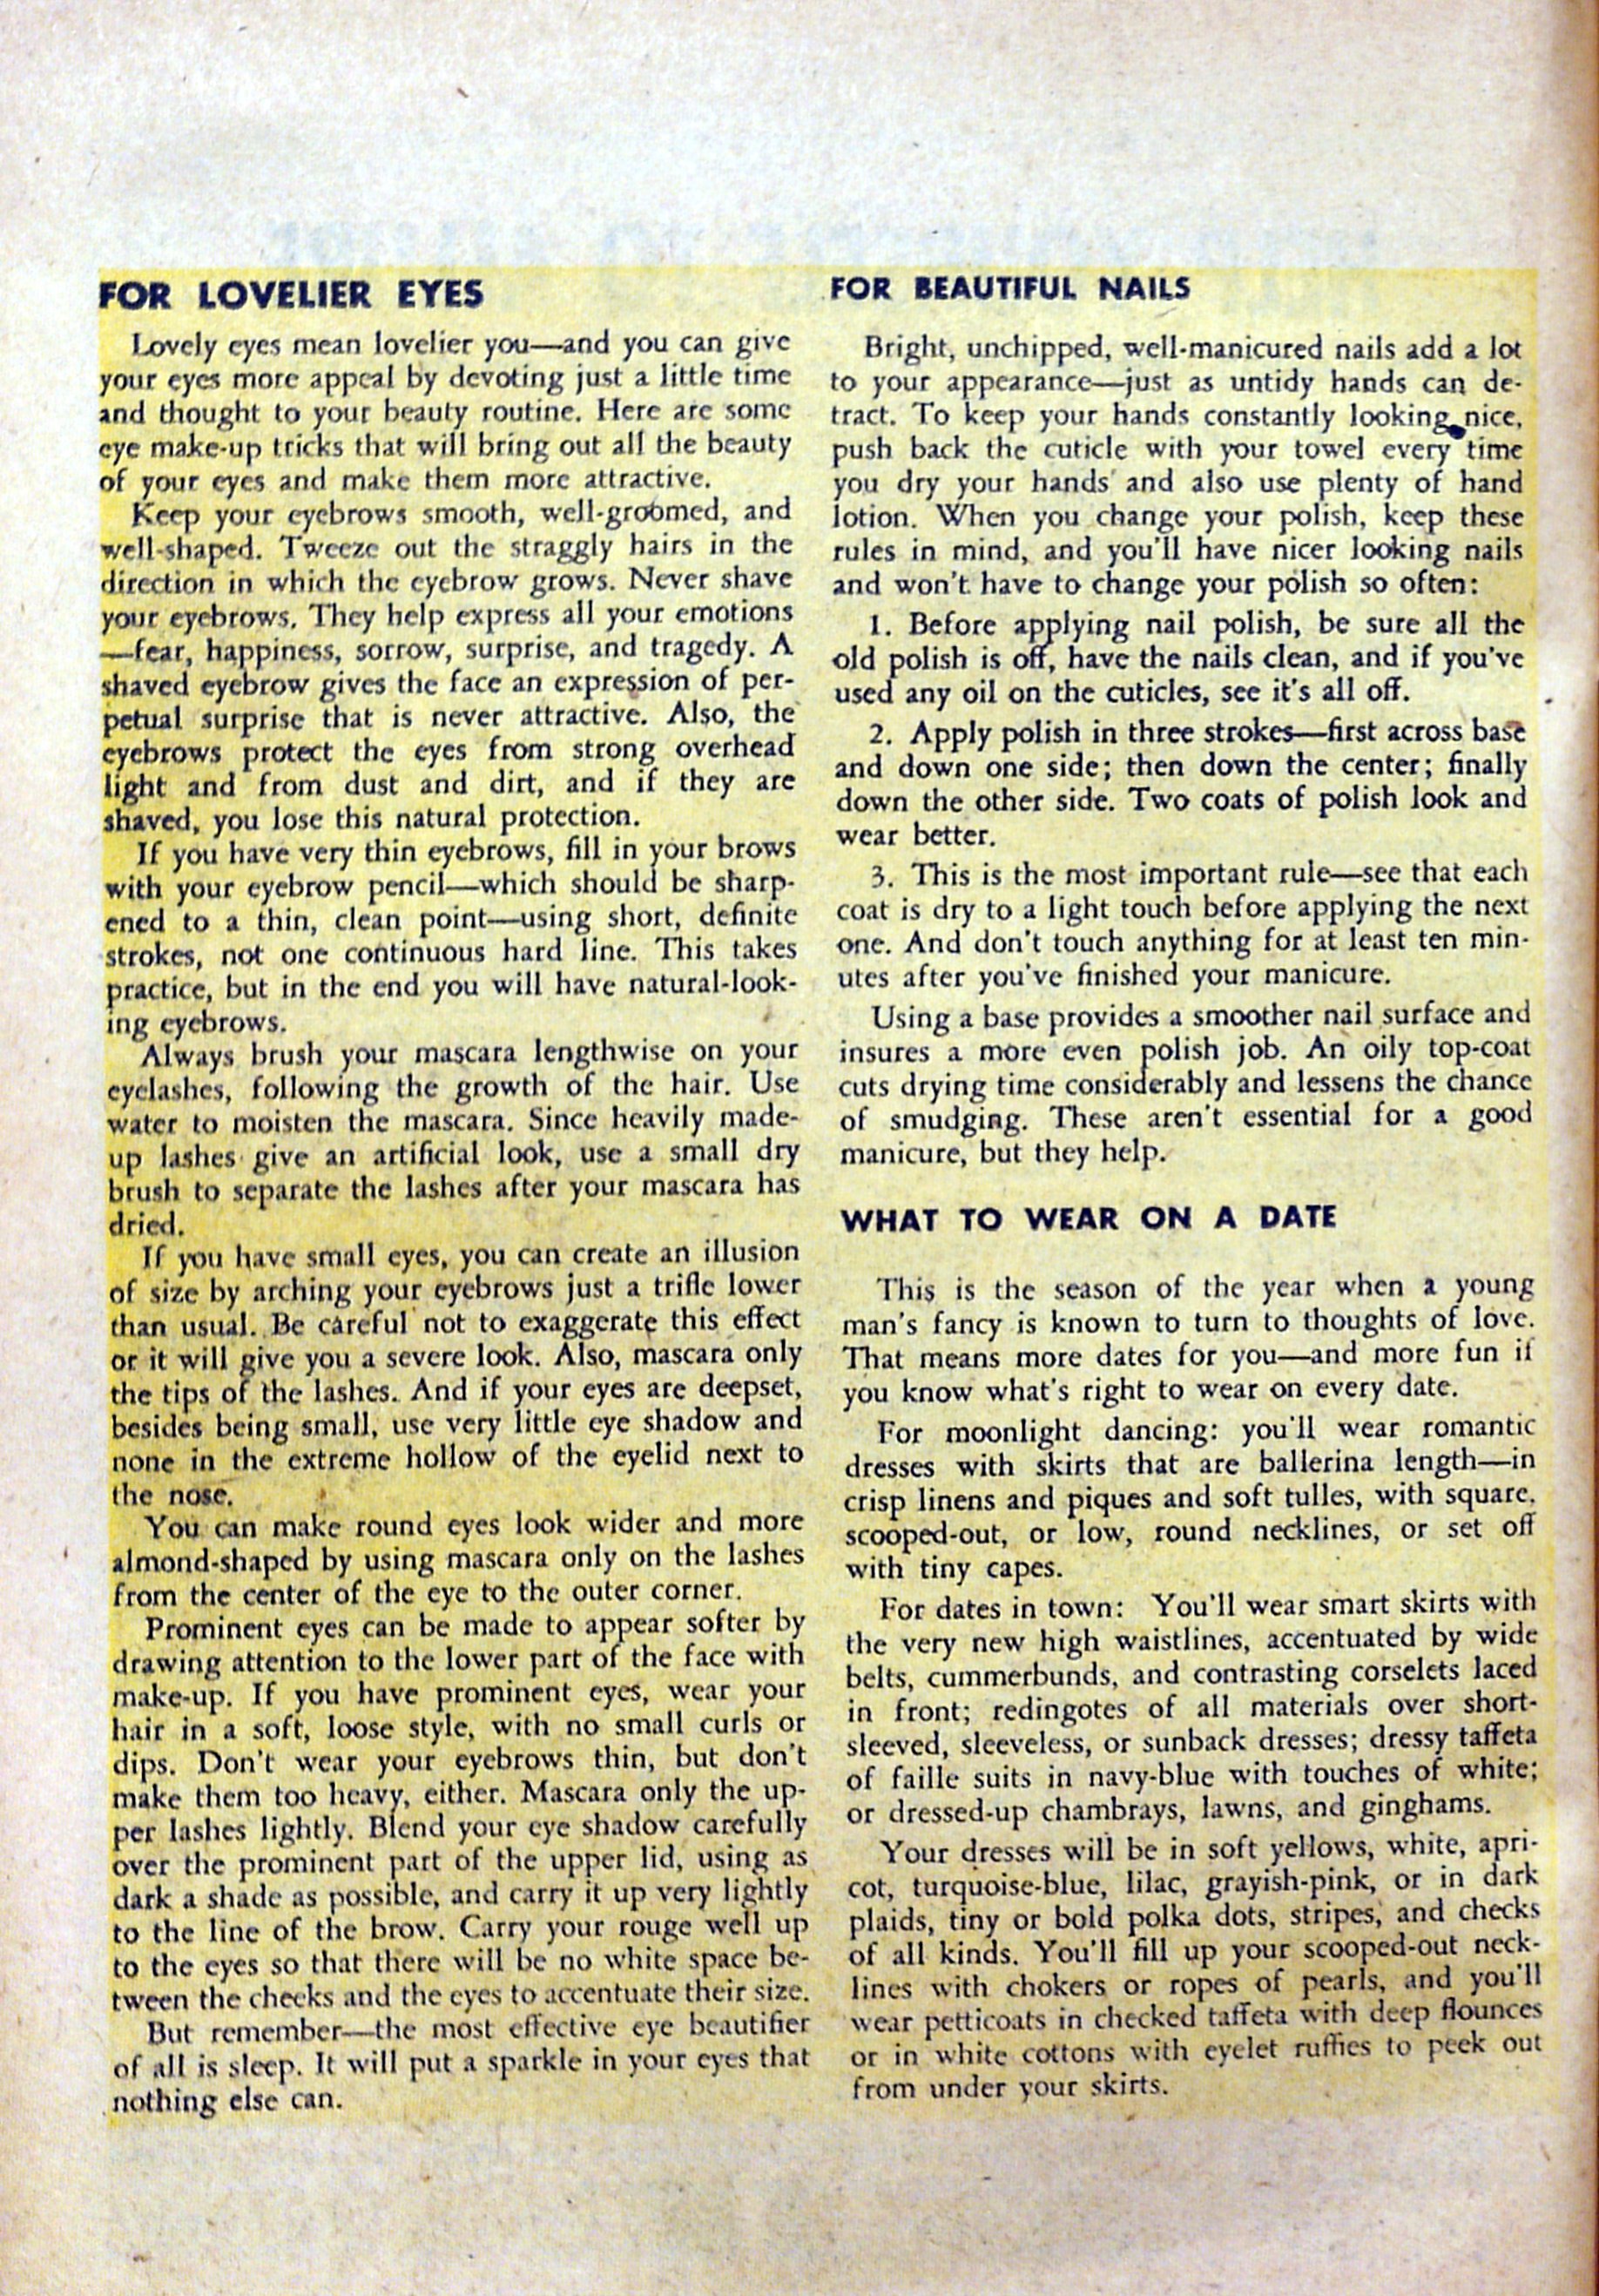 FOR LOVELIER EYES
Lovely eyes mean lovelier you—and you can give
your eyes more appeal by devoting just a little time
and thought to your beauty routine. Here are some
eye make-up tricks that will bring out all the beauty
of your eyes and make them more attractive.
Keep your eyebrows smooth, well-groomed, and
well-shaped. Tweeze out the straggly hairs in the
direction in which the eyebrow grows. Never shave
your eyebrows. They help express all your emotions
—fear, happiness, sorrow, surprise, and tragedy. A
shaved eyebrow gives the face an expression of per-
petual surprise that is never attractive. Also, the
eyebrows protect the eyes from strong overhead
light and from dust and dirt, and if they are
shaved, you lose this natural protection.
If you have very thin eyebrows, fill in your brows
with your eyebrow pencil—which should be sharp-
ened to a thin, clean point—using short, definite
strokes, not one continuous hard line. This takes
practice, but in the end you will have natural-look-
ing eyebrows.
Always brush your mascara lengthwise on your
eyelashes, following the growth of the hair. Use
water to moisten the mascara. Since heavily made-
up lashes give an artificial look, use a small dry
brush to separate the lashes after your mascara has
dried.
If you have small eyes, you can create an illusion
of size by arching your eyebrows just a trifle lower
than usual. Be careful not to exaggerate this effect
or it will give you a severe look. Also, mascara only
the tips of the lashes. And if your eyes are deepset,
besides being small, use very little eye shadow and
none in the extreme hollow of the eyelid next to
the nose.
You can make round eyes look wider and more
almond-shaped by using mascara only on the lashes
from the center of the eye to the outer corner.
Prominent eyes can be made to appear softer by
drawing attention to the lower part of the face with
make-up. If you have prominent eyes, wear your
hair in a soft, loose style, with no small curls or
dips. Don't wear your eyebrows thin, but don't
make them too heavy, either. Mascara only the up-
per lashes lightly. Blend your eye shadow carefully
over the prominent part of the upper lid, using as
dark a shade as possible, and carry it up very lightly
to the line of the brow. Carry your rouge well up
to the eyes so that there will be no white space be-
tween the cheeks and the eyes to accentuate their size.
But remember—the most effective eye beautifier
of all is sleep. It will put a sparkle in your eyes that
nothing else can.
FOR BEAUTIFUL NAILS
Bright, unchipped, well-manicured nails add a lot
to your appearance—just as untidy hands can de-
tract. To keep your hands constantly looking nice,
push back the cuticle with your towel every time
you dry your hands and also use plenty of hand
lotion. When you change your polish, keep these
rules in mind, and you'll have nicer looking nails
and won't have to change your polish so often:
1. Before applying nail polish, be sure all the
old polish is off, have the nails clean, and if you've
used any oil on the cuticles, see it's all off.
2. Apply polish in three strokes—first across base
and down one side; then down the center; finally
down the other side. Two coats of polish look and
wear better.
3. This is the most important rule—see that each
coat is dry to a light touch before applying the next
one. And don't touch anything for at least ten min-
utes after you've finished your manicure.
Using a base provides a smoother nail surface and
insures a more even polish job. An oily top-coat
cuts drying time considerably and lessens the chance
of smudging. These aren't essential for a good
manicure, but they help.
WHAT TO WEAR ON A DATE
This is the season of the year when a young
man's fancy is known to turn to thoughts of love.
That means more dates for you—and more fun if
you know what's right to wear on every date.
For moonlight dancing: you'll wear romantic
dresses with skirts that are ballerina length—in
crisp linens and piques and soft tulles, with square,
scooped-out, or low, round necklines, or set off
with tiny capes.
For dates in town: You'll wear smart skirts with
the very new high waistlines, accentuated by wide
belts, cummerbunds, and contrasting corselets laced
in front; redingotes of all materials over short-
sleeved, sleeveless, or sunback dresses; dressy taffeta
of faille suits in navy-blue with touches of white;
or dressed-up chambrays, lawns, and ginghams.
Your dresses will be in soft yellows, white, apri-
cot, turquoise-blue, lilac, grayish-pink, or in dark
plaids, tiny or bold polka dots, stripes, and checks
of all kinds. You'll fill up your scooped-out neck-
lines with chokers or ropes of pearls, and you'll
wear petticoats in checked taffeta with deep flounces
or in white cottons with eyelet ruffles to peek out
from under your skirts.